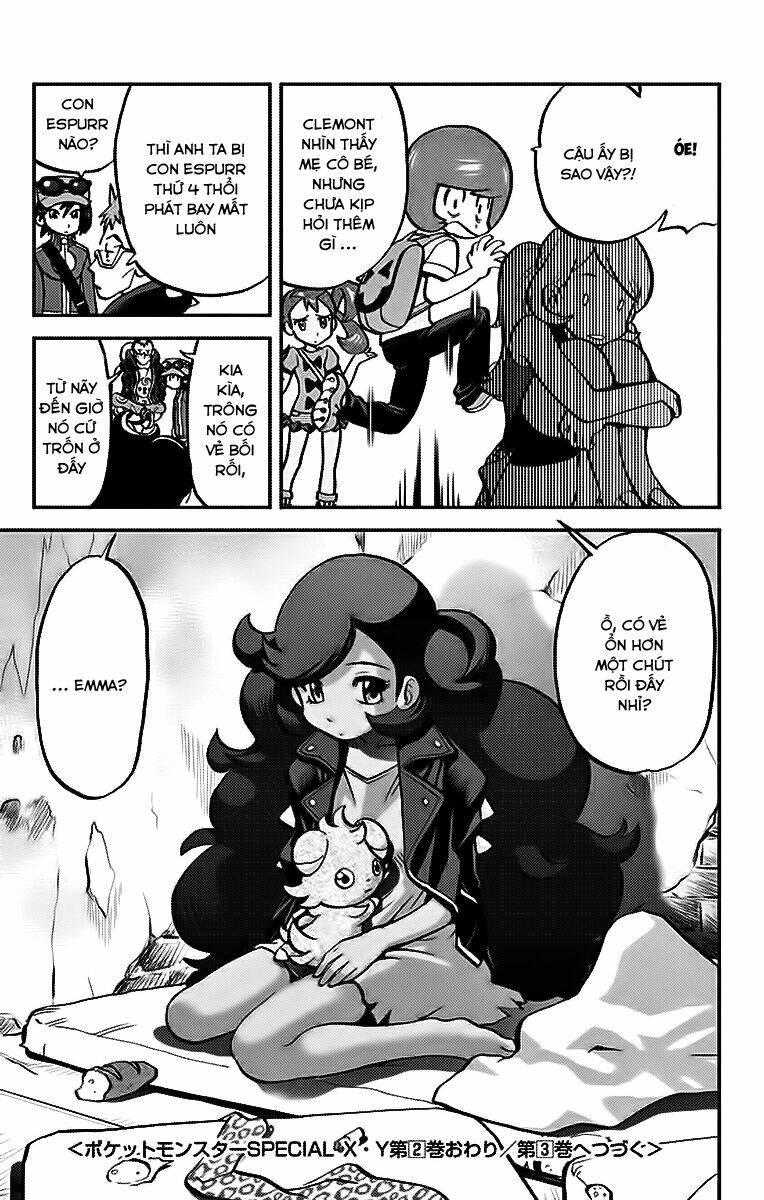 ÓE!
CẬU ẤY BỊ
SAO VẬY?!
CLEMONT
NHÌN THẤY
MẸ CÔ BÉ,
NHƯNG
CHƯA KỊP
HỎI THÊM
GÌ ...
THÌ ANH TA BỊ
CON ESPURR
THỨ 4 THỔI
PHÁT BAY MẤT
LUÔN
CON
ESPURR
NÀO?
KIA
KÌA,
TRÔNG
NÓ CÓ
VẺ BỐI
RỐI,
TỪ NÃY
ĐẾN GIỜ
NÓ CỨ
TRỐN Ở
ĐẤY
Ồ, CÓ VẺ
ỔN HƠN
MỘT CHÚT
RỒI ĐẤY
NHỈ?
... EMMA?
<ポケットモンスターSPECIAL X・Y第2巻おわり/第3巻へつづく>